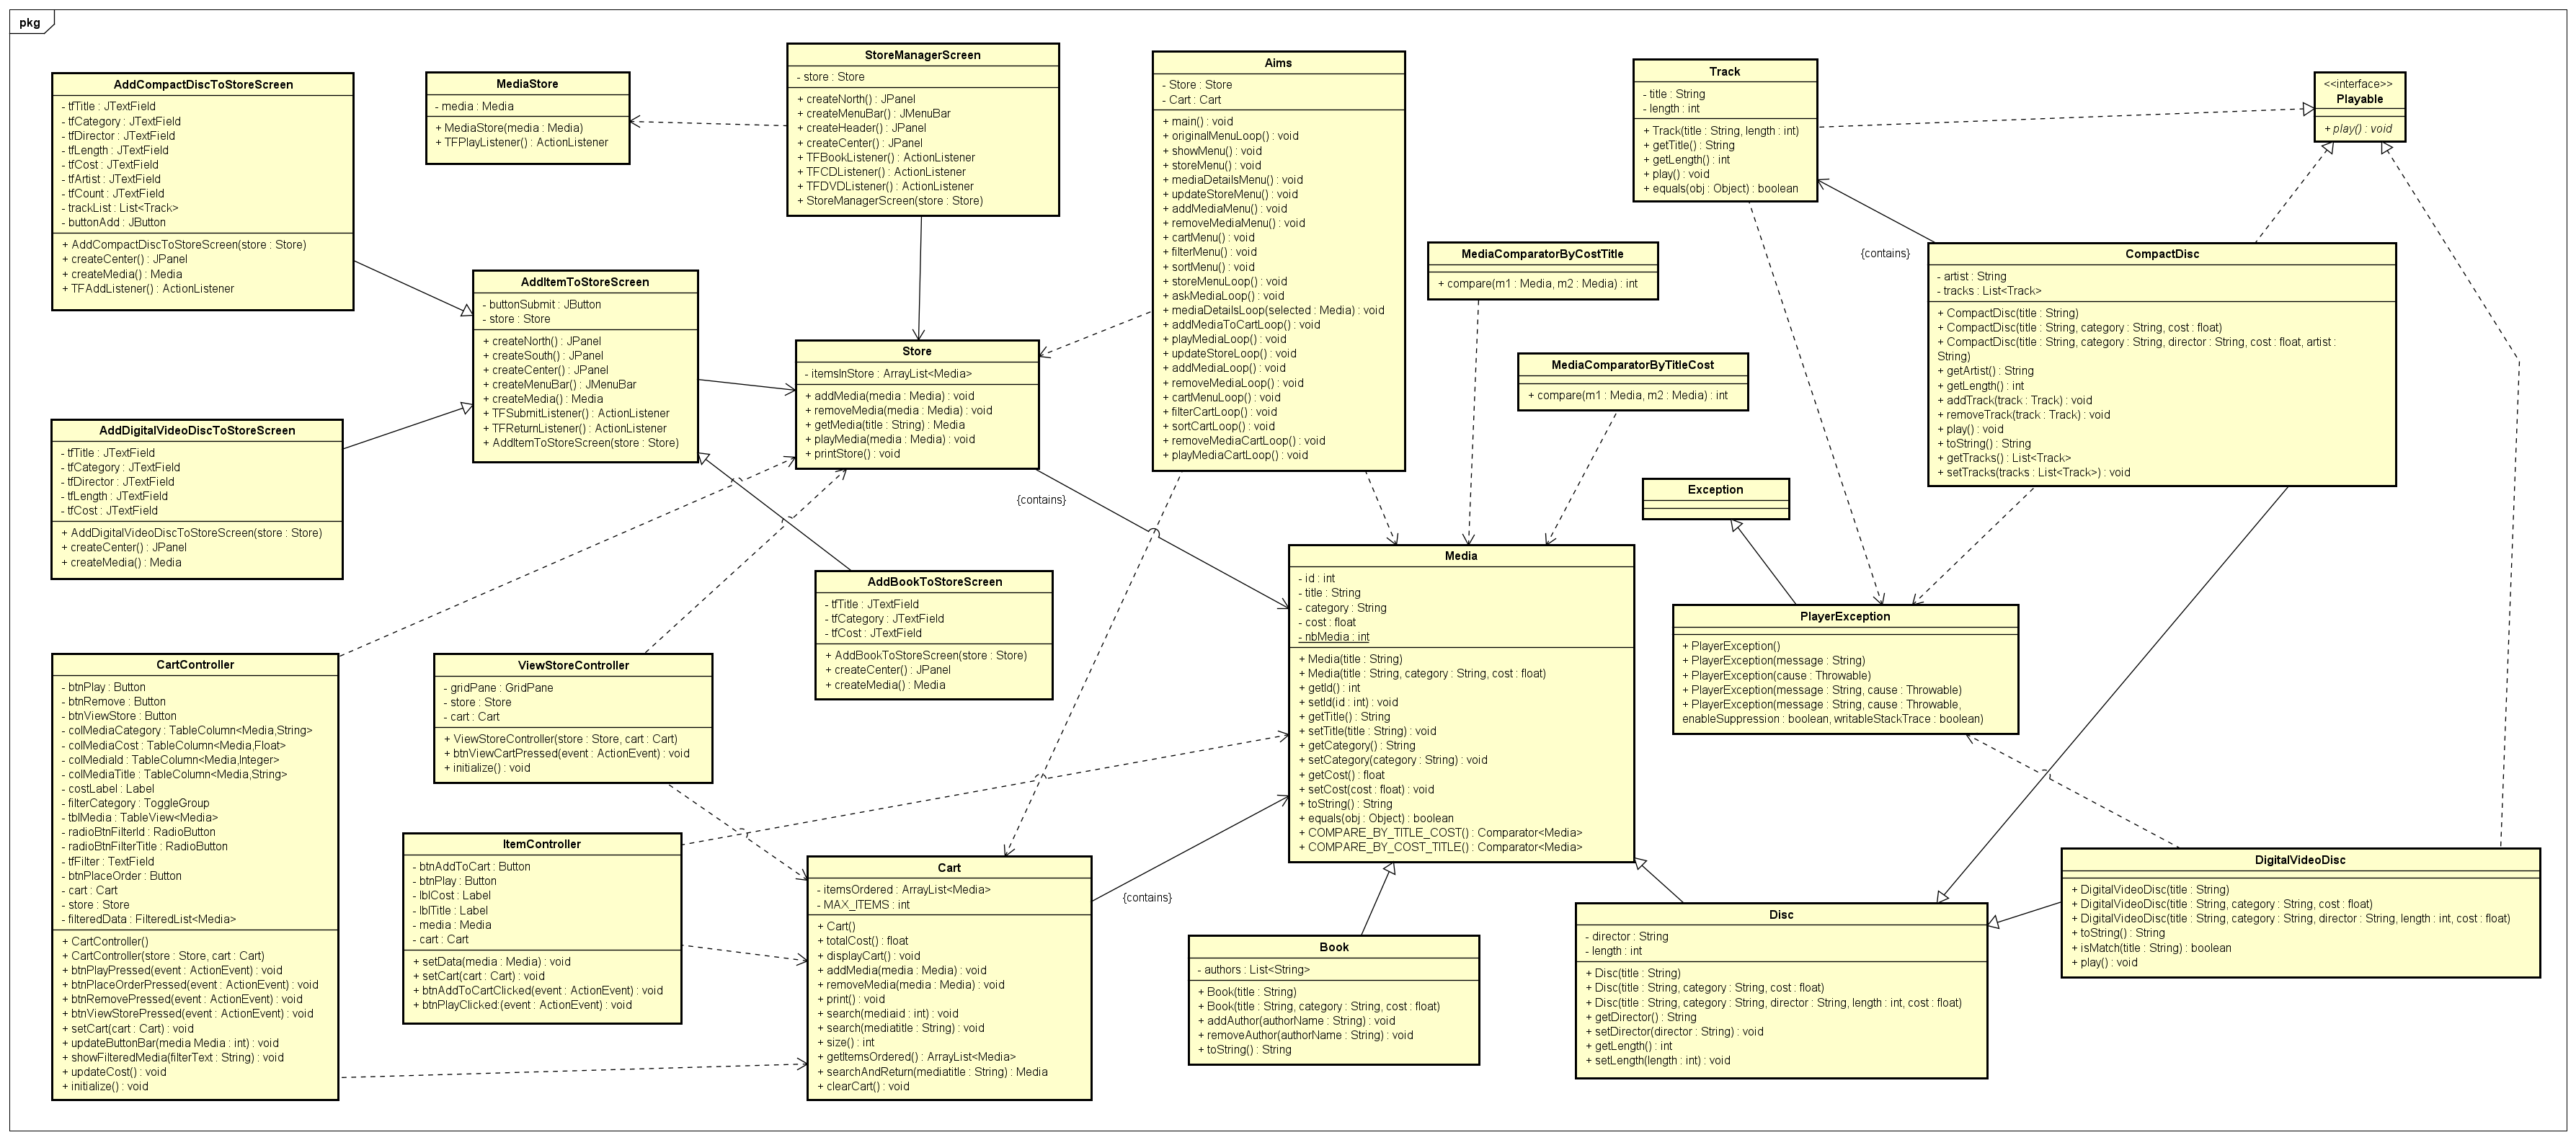 pkg
AddCompactDiscToStoreScreen
- tfTitle : JTextField
- tfCategory : JTextField
- tfDirector : JTextField
- tfLength : JTextField
- tfCost : JTextField
- tfArtist : JTextField
- tfCount : JTextField
- trackList : List<Track>
- buttonAdd : JButton
+ AddCompactDiscToStoreScreen(store : Store)
+ createCenter() : JPanel
+ createMedia() : Media
+ TFAddListener() : ActionListener
MediaStore
- media : Media
+ MediaStore(media : Media)
+ TFPlayListener() : ActionListener
StoreManagerScreen
- store : Store
+ createNorth() : JPanel
+ createMenuBar() : JMenuBar
+ createHeader() : JPanel
+ createCenter() : JPanel
+ TFBookListener() : ActionListener
+ TFCDListener() : ActionListener
+ TFDVDListener() : ActionListener
+ StoreManagerScreen(store : Store)
Aims
- Store : Store
- Cart : Cart
+ main() : void
+ originalMenuLoop() : void
+ showMenu() : void
+ storeMenu() : void
+ mediaDetailsMenu() : void
+ updateStoreMenu() : void
+ addMediaMenu() : void
+ removeMediaMenu() : void
+ cartMenu() : void
+ filterMenu() : void
+ sortMenu() : void
+ storeMenuLoop() : void
+ askMediaLoop() : void
+ mediaDetailsLoop(selected : Media) : void
+ addMediaToCartLoop() : void
+ playMediaLoop() : void
+ updateStoreLoop() : void
+ addMediaLoop() : void
+ removeMediaLoop() : void
+ cartMenuLoop() : void
+ filterCartLoop() : void
+ sortCartLoop() : void
+ removeMediaCartLoop() : void
+ playMediaCartLoop() : void
Track
- title : String
- length : int
+ Track(title : String, length : int)
+ getTitle() : String
+ getLength() : int
+ play() : void
+ equals(obj : Object) : boolean
<<interface>>
Playable
+ play() : void
{contains}
CompactDisc
- artist : String
- tracks : List<Track>
+ CompactDisc(title : String)
+ CompactDisc(title : String, category : String, cost : float)
+ CompactDisc(title : String, category : String, director : String, cost : float, artist :
String)
+ getArtist() : String
+ getLength() : int
+ addTrack(track : Track) : void
+ removeTrack(track : Track) : void
+ play() : void
+ toString() : String
+ getTracks() : List<Track>
+ setTracks(tracks : List<Track>) : void
MediaComparatorByCostTitle
+ compare(m1 : Media, m2 : Media) : int
MediaComparatorByTitleCost
+ compare(m1 : Media, m2 : Media) : int
AddItemToStoreScreen
- buttonSubmit : JButton
- store : Store
+ createNorth() : JPanel
+ createSouth() : JPanel
+ createCenter() : JPanel
+ createMenuBar() : JMenuBar
+ createMedia() : Media
+ TFSubmitListener() : ActionListener
+ TFReturnListener() : ActionListener
+ AddItemToStoreScreen(store : Store)
Store
- itemsInStore : ArrayList<Media>
+ addMedia(media : Media) : void
+ removeMedia(media : Media) : void
+ getMedia(title : String) : Media
+ playMedia(media : Media) : void
+ printStore() : void
{contains}
AddDigitalVideoDiscToStoreScreen
- tfTitle : JTextField
- tfCategory : JTextField
- tfDirector : JTextField
- tfLength : JTextField
- tfCost : JTextField
+ AddDigitalVideoDiscToStoreScreen(store : Store)
+ createCenter() : JPanel
+ createMedia() : Media
AddBookToStoreScreen
- tfTitle : JTextField
- tfCategory : JTextField
- tfCost : JTextField
+ AddBookToStoreScreen(store : Store)
+ createCenter() : JPanel
+ createMedia() : Media
Exception
PlayerException
+ PlayerException()
+ PlayerException(message : String)
+ PlayerException(cause : Throwable)
+ PlayerException(message : String, cause : Throwable)
+ PlayerException(message : String, cause : Throwable,
enableSuppression : boolean, writableStackTrace : boolean)
Media
- id : int
- title : String
- category : String
- cost : float
- nbMedia : int
+ Media(title : String)
+ Media(title : String, category : String, cost : float)
+ getId() : int
+ setId(id : int) : void
+ getTitle() : String
+ setTitle(title : String) : void
+ getCategory() : String
+ setCategory(category : String) : void
+ getCost() : float
+ setCost(cost : float) : void
+ toString() : String
+ equals(obj : Object) : boolean
+ COMPARE_BY_TITLE_COST() : Comparator<Media>
+ COMPARE_BY_COST_TITLE() : Comparator<Media>
CartController
- btnPlay : Button
- btnRemove : Button
- btnViewStore : Button
- colMediaCategory : TableColumn<Media,String>
- colMediaCost : TableColumn<Media,Float>
- colMediaId : TableColumn<Media,Integer>
- colMediaTitle : TableColumn<Media,String>
- costLabel : Label
- filterCategory : ToggleGroup
- tblMedia : TableView<Media>
- radioBtnFilterId : RadioButton
- radioBtnFilterTitle : RadioButton
- tfFilter : TextField
- btnPlaceOrder : Button
- cart : Cart
- store : Store
- filteredData : FilteredList<Media>
+ CartController()
+ CartController(store : Store, cart : Cart)
+ btnPlayPressed(event : ActionEvent) : void
+ btnPlaceOrderPressed(event : ActionEvent) : void
+ btnRemovePressed(event : ActionEvent) : void
+ btnViewStorePressed(event : ActionEvent) : void
+ setCart(cart : Cart) : void
+ updateButtonBar(media Media : int) : void
+ showFilteredMedia(filterText : String) : void
+ updateCost() : void
+ initialize() : void
ViewStoreController
- gridPane : GridPane
- store : Store
- cart : Cart
+ ViewStoreController(store : Store, cart : Cart)
+ btnViewCartPressed(event : ActionEvent) : void
+ initialize() : void
ItemController
- btnAddToCart : Button
- btnPlay : Button
- lblCost : Label
- lblTitle : Label
- media : Media
- cart : Cart
+ setData(media : Media) : void
+ setCart(cart : Cart) : void
+ btnAddToCartClicked(event : ActionEvent) : void
+ btnPlayClicked:(event : ActionEvent) : void
Cart
- itemsOrdered : ArrayList<Media>
- MAX_ITEMS : int
+ Cart()
+ totalCost() : float
+ displayCart() : void
+ addMedia(media : Media) : void
+ removeMedia(media : Media) : void
+ print() : void
+ search(mediaid : int) : void
+ search(mediatitle : String) : void
+ size() : int
+ getItemsOrdered() : ArrayList<Media>
+ searchAndReturn(mediatitle : String) : Media
+ clearCart() : void
{contains}
Book
- authors : List<String>
+ Book(title : String)
+ Book(title : String, category : String, cost : float)
+ addAuthor(authorName : String) : void
+ removeAuthor(authorName : String) : void
+ toString() : String
Disc
- director : String
- length : int
+ Disc(title : String)
+ Disc(title : String, category : String, cost : float)
+ Disc(title : String, category : String, director : String, length : int, cost : float)
+ getDirector() : String
+ setDirector(director : String) : void
+ getLength() : int
+ setLength(length : int) : void
DigitalVideoDisc
+ DigitalVideoDisc(title : String)
+ DigitalVideoDisc(title : String, category : String, cost : float)
+ DigitalVideoDisc(title : String, category : String, director : String, length : int, cost : float)
+ toString() : String
+ isMatch(title : String) : boolean
+ play() : void